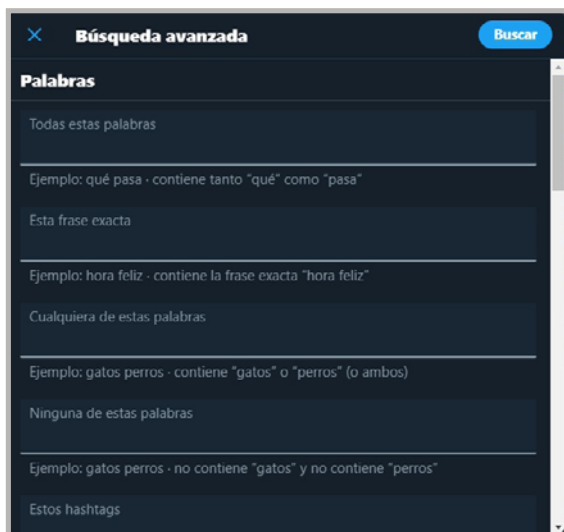 Búsqueda avanzada
Buscar
Palabras
Todas estas palabras
Ejemplo: qué pasa · contiene tanto "qué" como "pasa"
Esta frase exacta
Ejemplo: hora feliz · contiene la frase exacta "hora feliz"
Cualquiera de estas palabras
Ejemplo: gatos perros · contiene "gatos" o "perros" (o ambos)
Ninguna de estas palabras
Ejemplo: gatos perros · no contiene "gatos" y no contiene "perros"
Estos hashtags